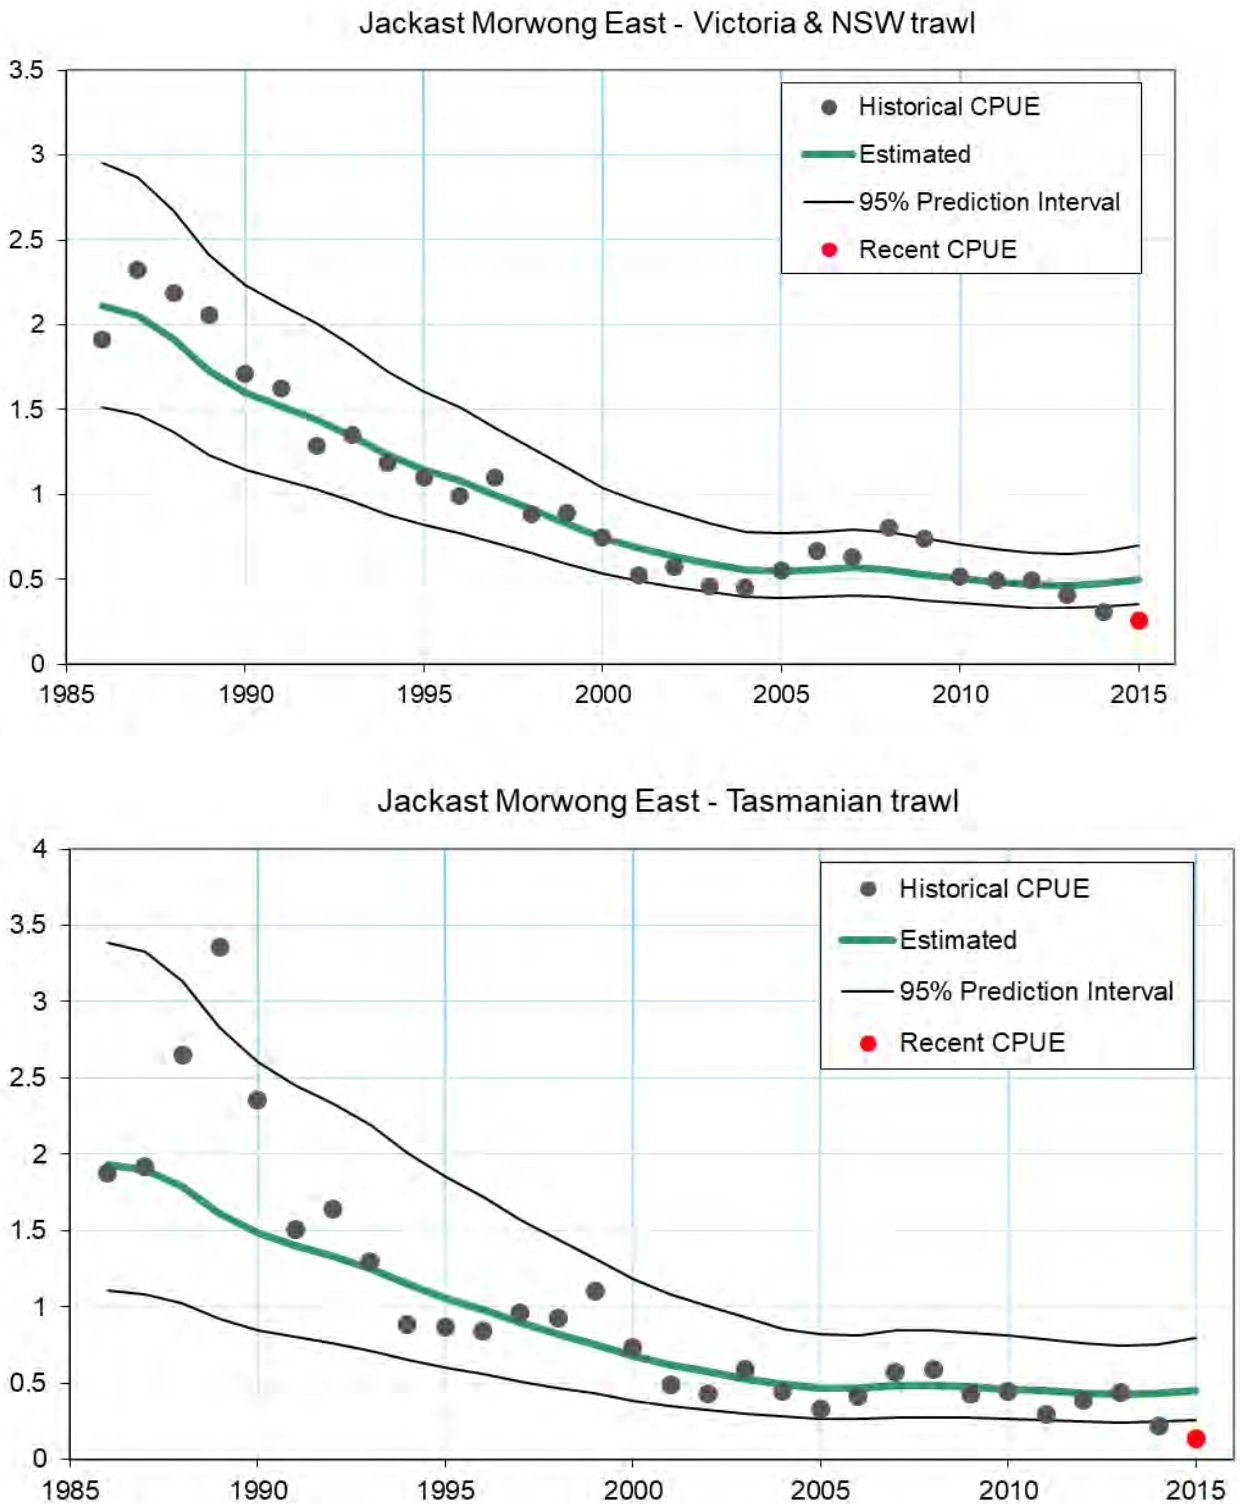 Jackast Morwong East - Victoria & NSW trawl
3.5
3
2.5
2
1.5
1
0.5
0
Historical CPUE
Estimated
95% Prediction Interval
Recent CPUE
1985 1990 1995 2000 2005 2010 2015
Jackast Morwong East - Tasmanian trawl
4
3.5
3
2.5
2
1.5
1
0.5
0
Historical CPUE
Estimated
95% Prediction Interval
Recent CPUE
1985 1990 1995 2000 2005 2010 2015